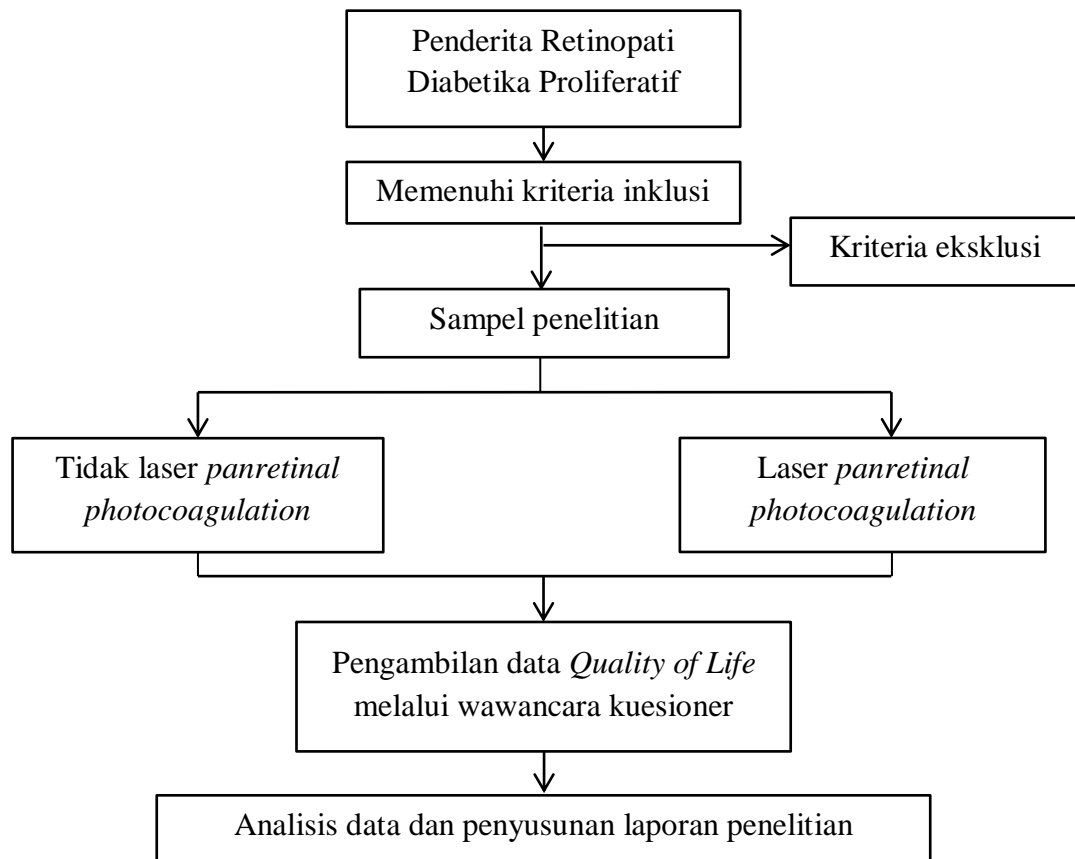 Penderita Retinopati
Diabetika Proliferatif
Memenuhi kriteria inklusi
Kriteria eksklusi
Sampel penelitian
Tidak laser panretinal
photocoagulation
Laser panretinal
photocoagulation
Pengambilan data Quality of Life
melalui wawancara kuesioner
Analisis data dan penyusunan laporan penelitian